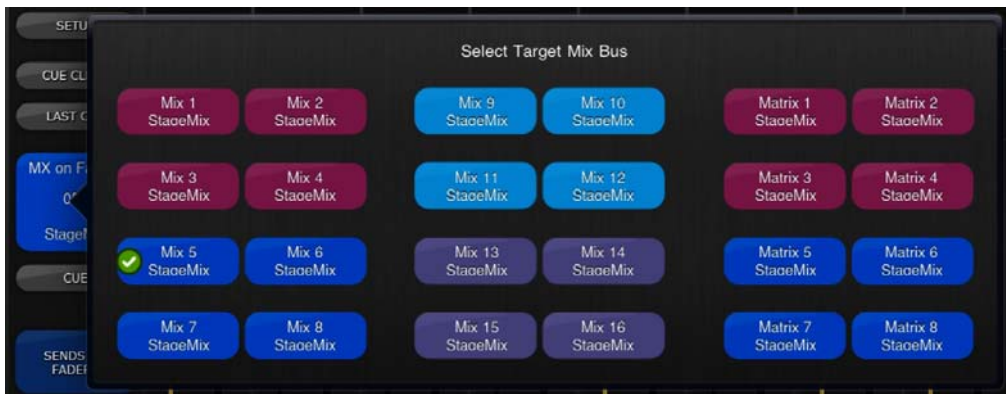 SETU
Select Target Mix Bus
CUE CL
LAST C
Mix 1 Mix 2 Mix 9 Mix 10 Matrix 1 Matrix 2
StageMix StageMix StageMix StageMix StageMix StageMix
MX on Fa
Mix 3 Mix 4 Mix 11 Mix 12 Matrix 3 Matrix 4
StageMix StageMix StageMix StageMix StageMix StageMix
StageM
Mix 5 Mix 6 Mix 13 Mix 14 Matrix 5 Matrix 6
StageMix StageMix StageMix StageMix StageMix StageMix
CUE
Mix 7 Mix 8 Mix 15 Mix 16 Matrix 7 Matrix 8
StageMix StageMix StageMix StageMix StageMix StageMix
SENDS
FADER